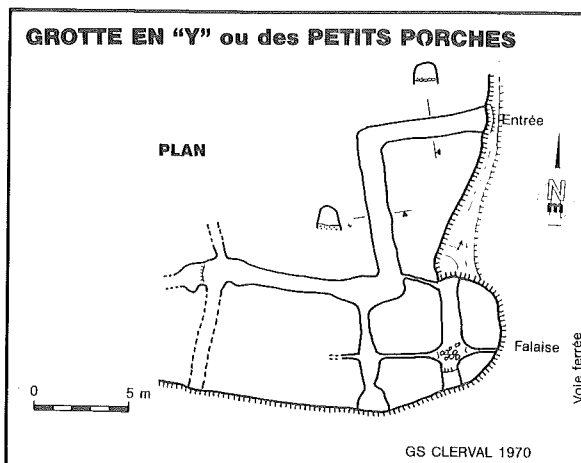 GROTTE EN "Y" ou des PETITS PORCHES
Entrée
PLAN
N
m
Falaise
Voie ferrée
0 5 m
GS CLERVAL 1970